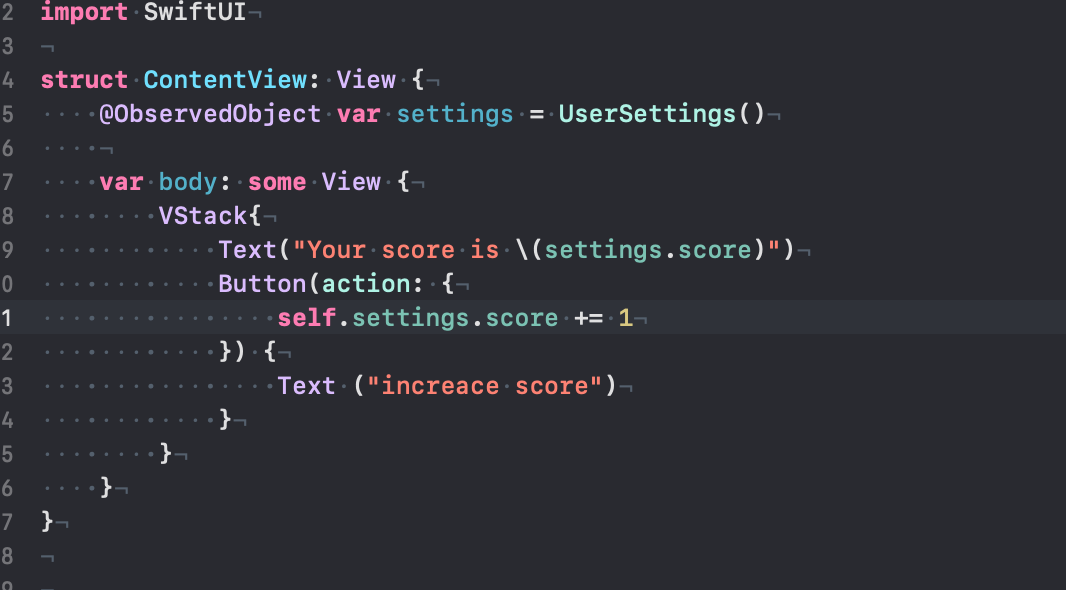 2 import SwiftUI
3
4 struct ContentView: View {
5     @ObservedObject var settings = UserSettings()
6
7     var body: some View {
8         VStack{
9             Text("Your score is \(settings.score)")
0             Button(action: {
1                 self.settings.score += 1
2             }) {
3                 Text ("increace score")
4             }
5         }
6     }
7 }
8